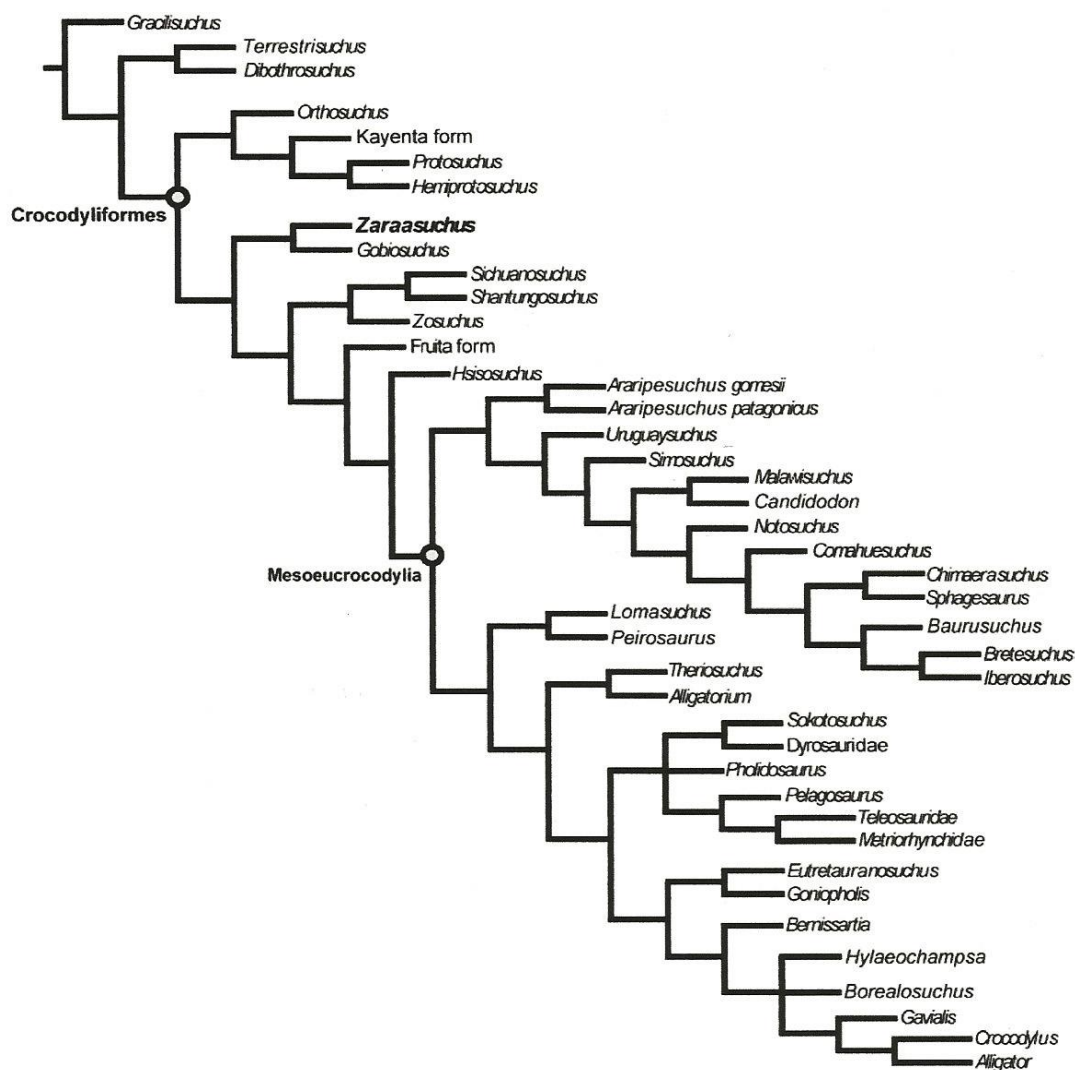 Gracilisuchus
Terrestrisuchus
Dibothrosuchus
Orthosuchus
Kayenta form
Protosuchus
Hemiprotosuchus
Crocodyliformes
Zaraasuchus
Gobiosuchus
Sichuanosuchus
Shantungosuchus
Zosuchus
Fruita form
Hsisosuchus
Araripesuchus gomesii
Araripesuchus patagonicus
Uruguaysuchus
Simosuchus
Malawisuchus
Candidodon
Notosuchus
Comahuesuchus
Mesoeucrocodylia
Chimaerasuchus
Sphagesaurus
Lomasuchus
Baurusuchus
Peirosaurus
Bretesuchus
Iberosuchus
Theriosuchus
Alligatorium
Sokotosuchus
Dyrosauridae
Pholidosaurus
Pelagosaurus
Teleosauridae
Metriorhynchidae
Eutretauranosuchus
Goniopholis
Bernissartia
Hylaeochampsa
Borealosuchus
Gavialis
Crocodylus
Alligator